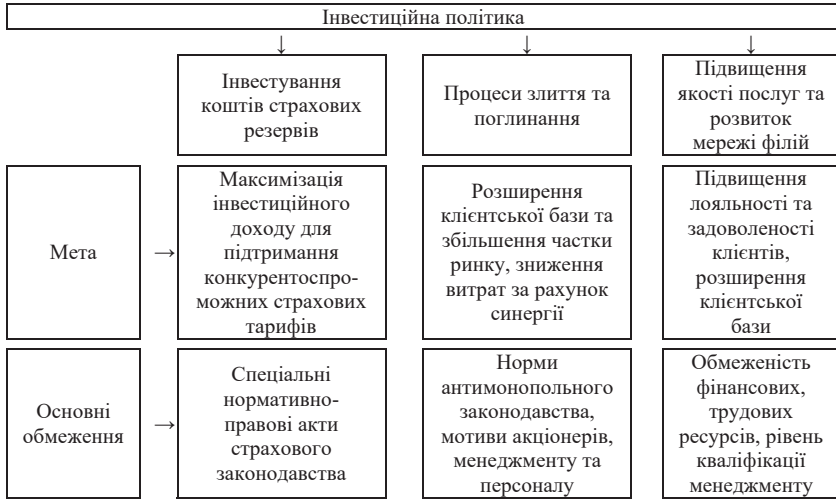 Інвестиційна політика
↓ ↓ ↓
Інвестування
коштів страхових
резервів
Процеси злиття та
поглинання
Підвищення
якості послуг та
розвиток
мережі філій
Мета
→
Максимізація
інвестиційного
доходу для
підтримання
конкурентоспро-
можних страхових
тарифів
Розширення
клієнтської бази та
збільшення частки
ринку, зниження
витрат за рахунок
синергії
Підвищення
лояльності та
задоволеності
клієнтів,
розширення
клієнтської
бази
Основні
обмеження
→
Спеціальні
нормативно-
правові акти
страхового
законодавства
Норми
антимонопольного
законодавства,
мотиви акціонерів,
менеджменту та
персоналу
Обмеженість
фінансових,
трудових
ресурсів, рівень
кваліфікації
менеджменту